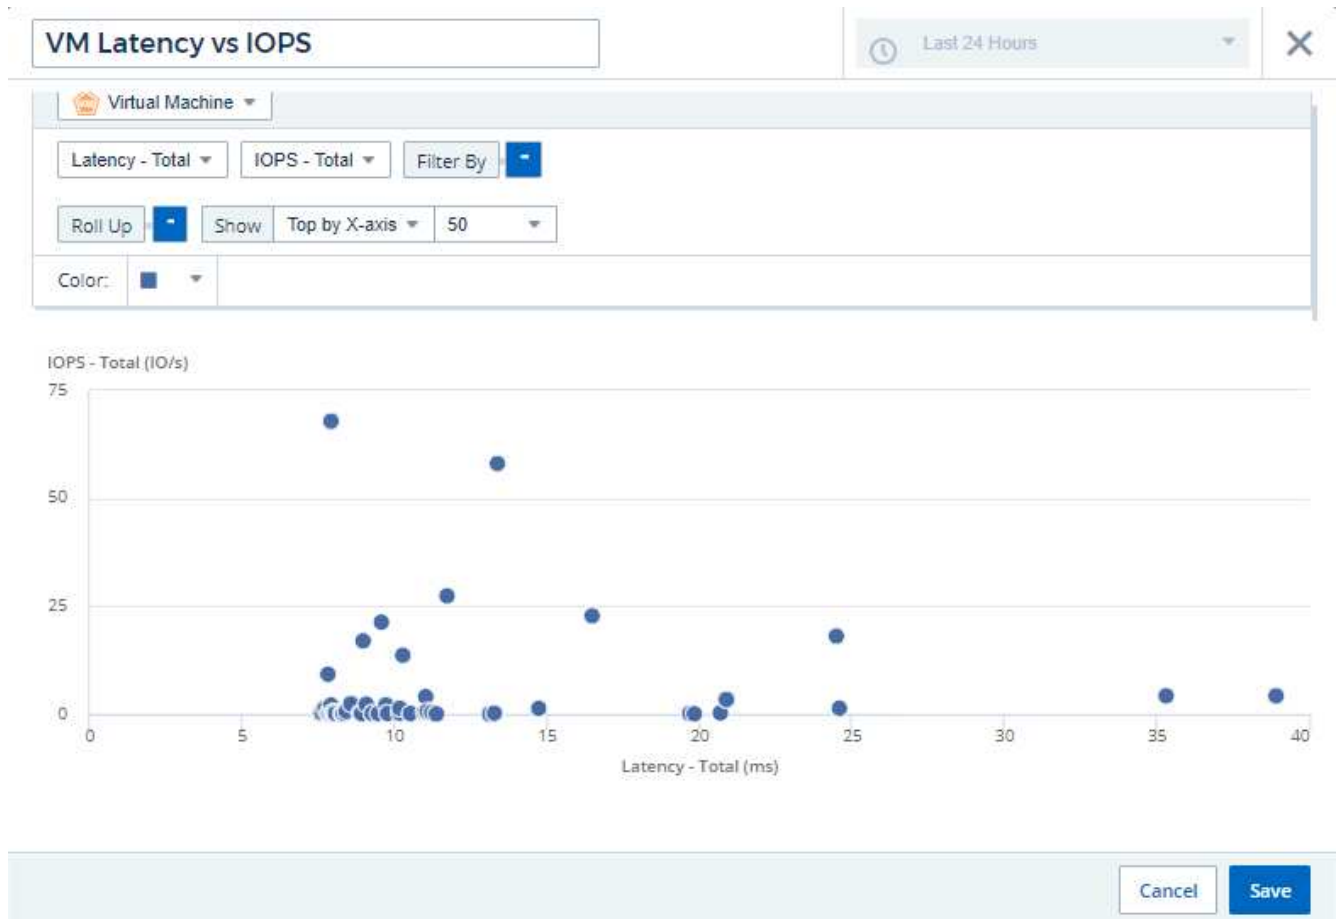 VM Latency vs IOPS
Last 24 Hours
Virtual Machine
Latency - Total
IOPS - Total
Filter By
Roll Up
Show
Top by X-axis
50
Color:
IOPS - Total (IO/s)
75
50
25
0
0 5 10 15 20 25 30 35 40
Latency - Total (ms)
Cancel
Save